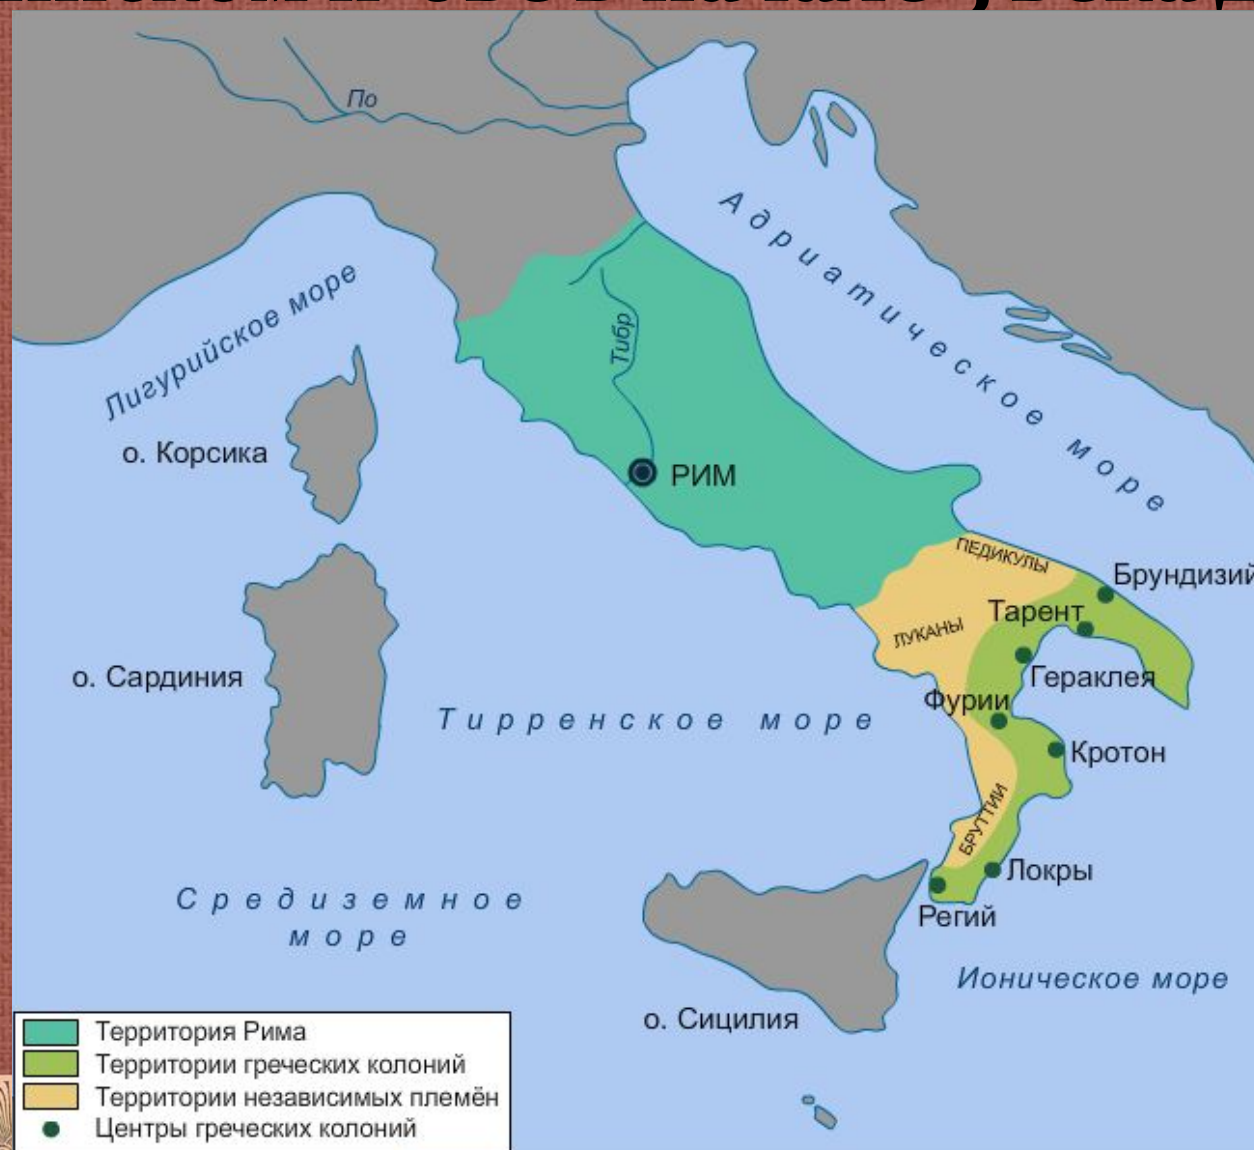 По
Адриатическое море
Лигурийское море
Тибр
о. Корсика
РИМ
ПЕДИКУЛЫ
Брундизий
Тарент
ЛУКАНЫ
о. Сардиния
Гераклея
Фурии
Тирренское море
Кротон
БРУТТИИ
Локры
Средиземное
море
Регий
Ионическое море
о. Сицилия
Территория Рима
Территории греческих колоний
Территории независимых племён
Центры греческих колоний